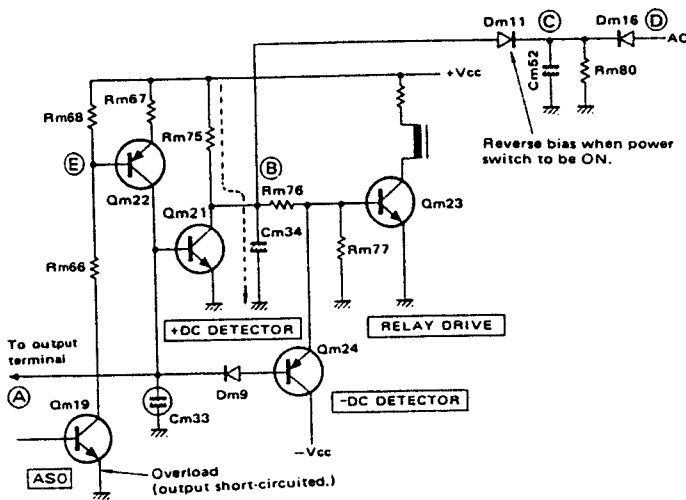 Dm11
C
Dm16
D
AC
Cm52
Rm80
+Vcc
Rm67
Rm68
Rm75
Reverse bias when power
switch to be ON.
E
B
Rm76
Qm22
Qm21
Qm23
Cm34
Rm77
Rm66
+DC DETECTOR
RELAY DRIVE
To output
terminal
Qm24
A
Dm9
Qm19
Cm33
−DC DETECTOR
−Vcc
ASO
Overload
(output short-circuited.)